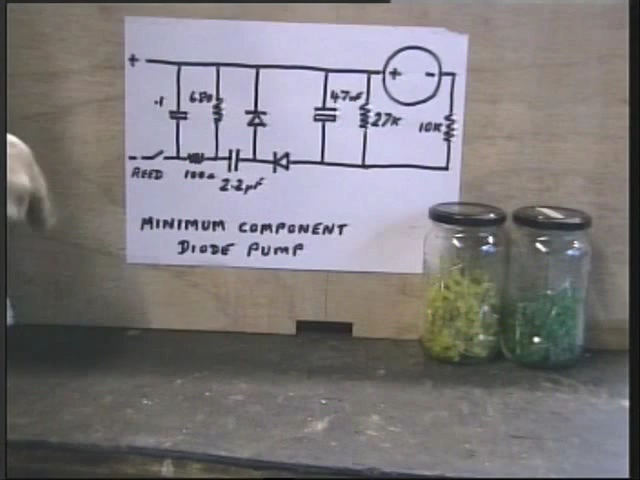 +
+ -
.1
680
47uF
27K
10K
- REED
100Ω
2.2µF
MINIMUM COMPONENT
DIODE PUMP